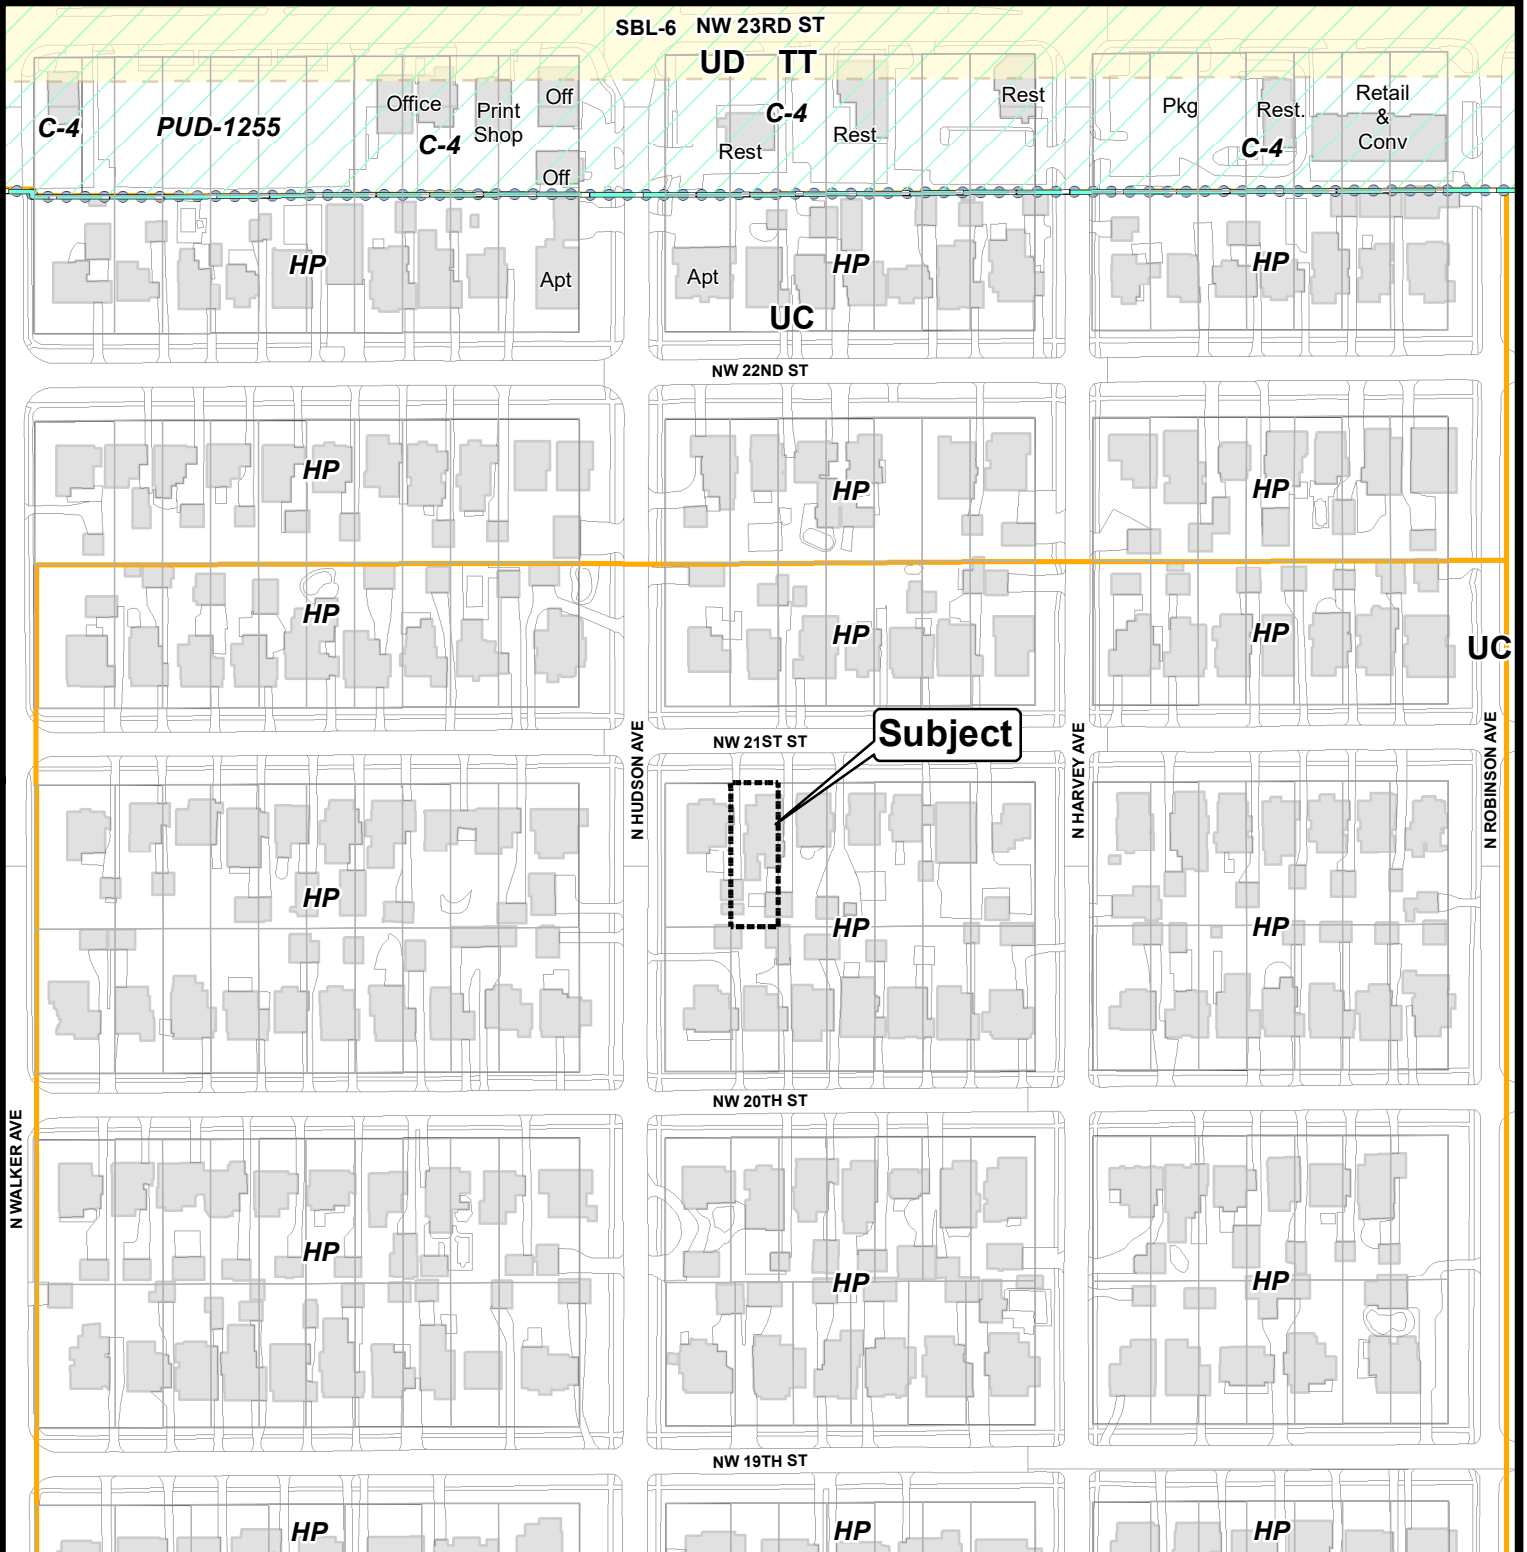 SBL-6 NW 23RD ST
UD TT
C-4
PUD-1255
Office
C-4
Print
Shop
Off
Off
C-4
Rest
Rest
Rest
Pkg
Rest.
C-4
Retail
&
Conv
HP
Apt
Apt
HP
UC
HP
NW 22ND ST
HP
HP
HP
HP
HP
HP
UC
N HUDSON AVE
NW 21ST ST
Subject
N HARVEY AVE
N ROBINSON AVE
HP
HP
HP
NW 20TH ST
N WALKER AVE
HP
HP
HP
NW 19TH ST
HP
HP
HP